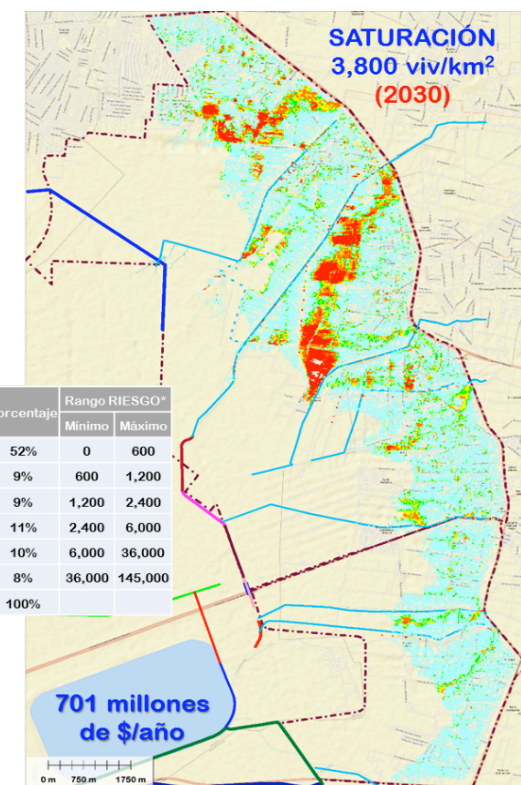 SATURACIÓN
3,800 viv/km²
(2030)
orcentaje Rango RIESGO*
Mínimo Máximo
52% 0 600
9% 600 1,200
9% 1,200 2,400
11% 2,400 6,000
10% 6,000 36,000
8% 36,000 145,000
100%
701 millones
de $/año
0 m 750 m 1750 m